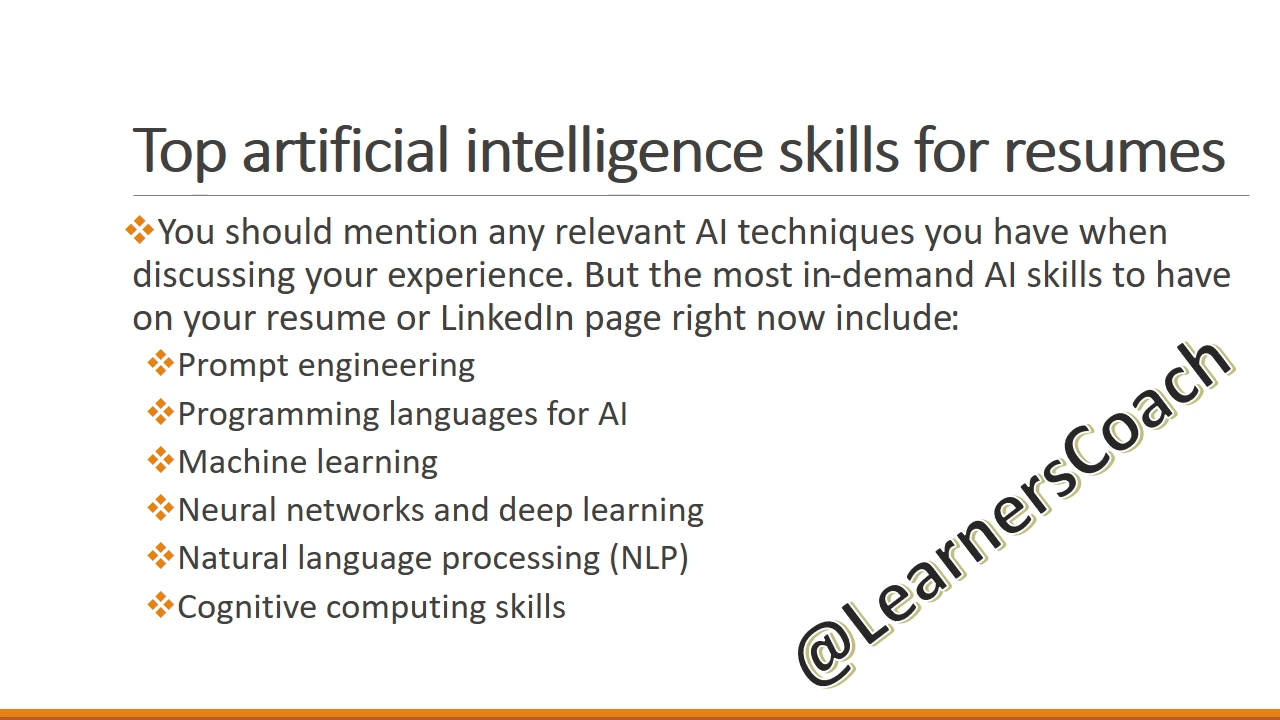 Top artificial intelligence skills for resumes
❖You should mention any relevant AI techniques you have when
discussing your experience. But the most in-demand AI skills to have
on your resume or LinkedIn page right now include:
❖Prompt engineering
❖Programming languages for AI
❖Machine learning
❖Neural networks and deep learning
❖Natural language processing (NLP)
❖Cognitive computing skills
@LearnersCoach